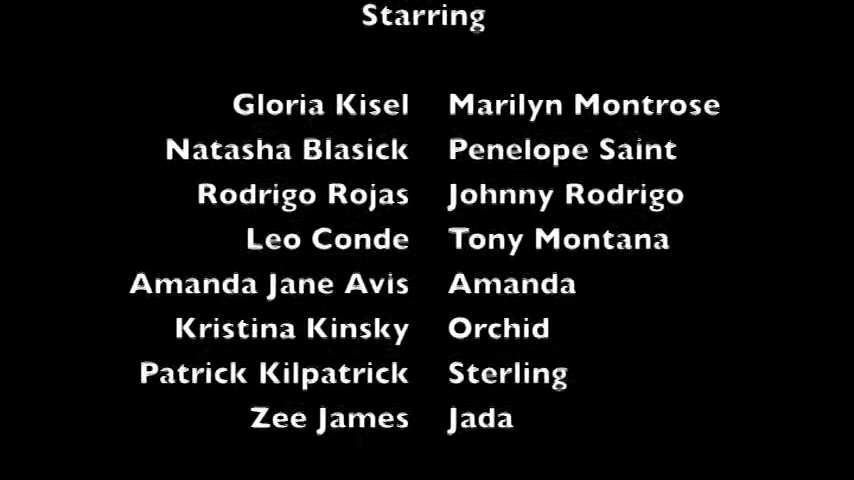 Starring
Gloria Kisel Marilyn Montrose
Natasha Blasick Penelope Saint
Rodrigo Rojas Johnny Rodrigo
Leo Conde Tony Montana
Amanda Jane Avis Amanda
Kristina Kinsky Orchid
Patrick Kilpatrick Sterling
Zee James Jada